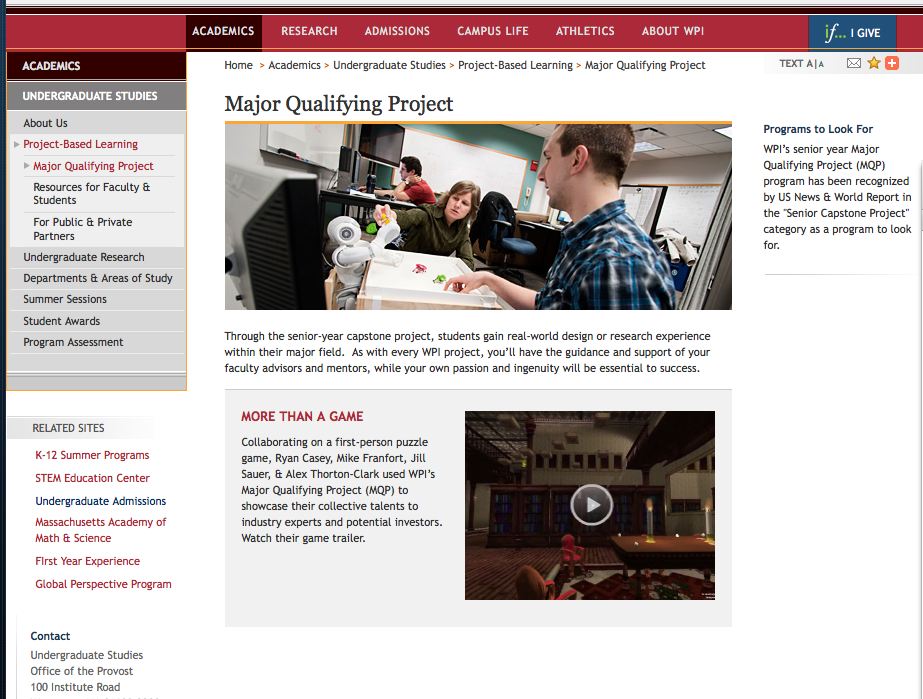 ACADEMICS RESEARCH ADMISSIONS CAMPUS LIFE ATHLETICS ABOUT WPI if... I GIVE
ACADEMICS
UNDERGRADUATE STUDIES
About Us
Project-Based Learning
Major Qualifying Project
Resources for Faculty &
Students
For Public & Private
Partners
Undergraduate Research
Departments & Areas of Study
Summer Sessions
Student Awards
Program Assessment
RELATED SITES
K-12 Summer Programs
STEM Education Center
Undergraduate Admissions
Massachusetts Academy of
Math & Science
First Year Experience
Global Perspective Program
Contact
Undergraduate Studies
Office of the Provost
100 Institute Road
Home > Academics > Undergraduate Studies > Project-Based Learning > Major Qualifying Project
Major Qualifying Project
Through the senior-year capstone project, students gain real-world design or research experience
within their major field. As with every WPI project, you'll have the guidance and support of your
faculty advisors and mentors, while your own passion and ingenuity will be essential to success.
MORE THAN A GAME
Collaborating on a first-person puzzle
game, Ryan Casey, Mike Franfort, Jill
Sauer, & Alex Thorton-Clark used WPI's
Major Qualifying Project (MQP) to
showcase their collective talents to
industry experts and potential investors.
Watch their game trailer.
TEXT A|A
Programs to Look For
WPI's senior year Major
Qualifying Project (MQP)
program has been recognized
by US News & World Report in
the "Senior Capstone Project"
category as a program to look
for.